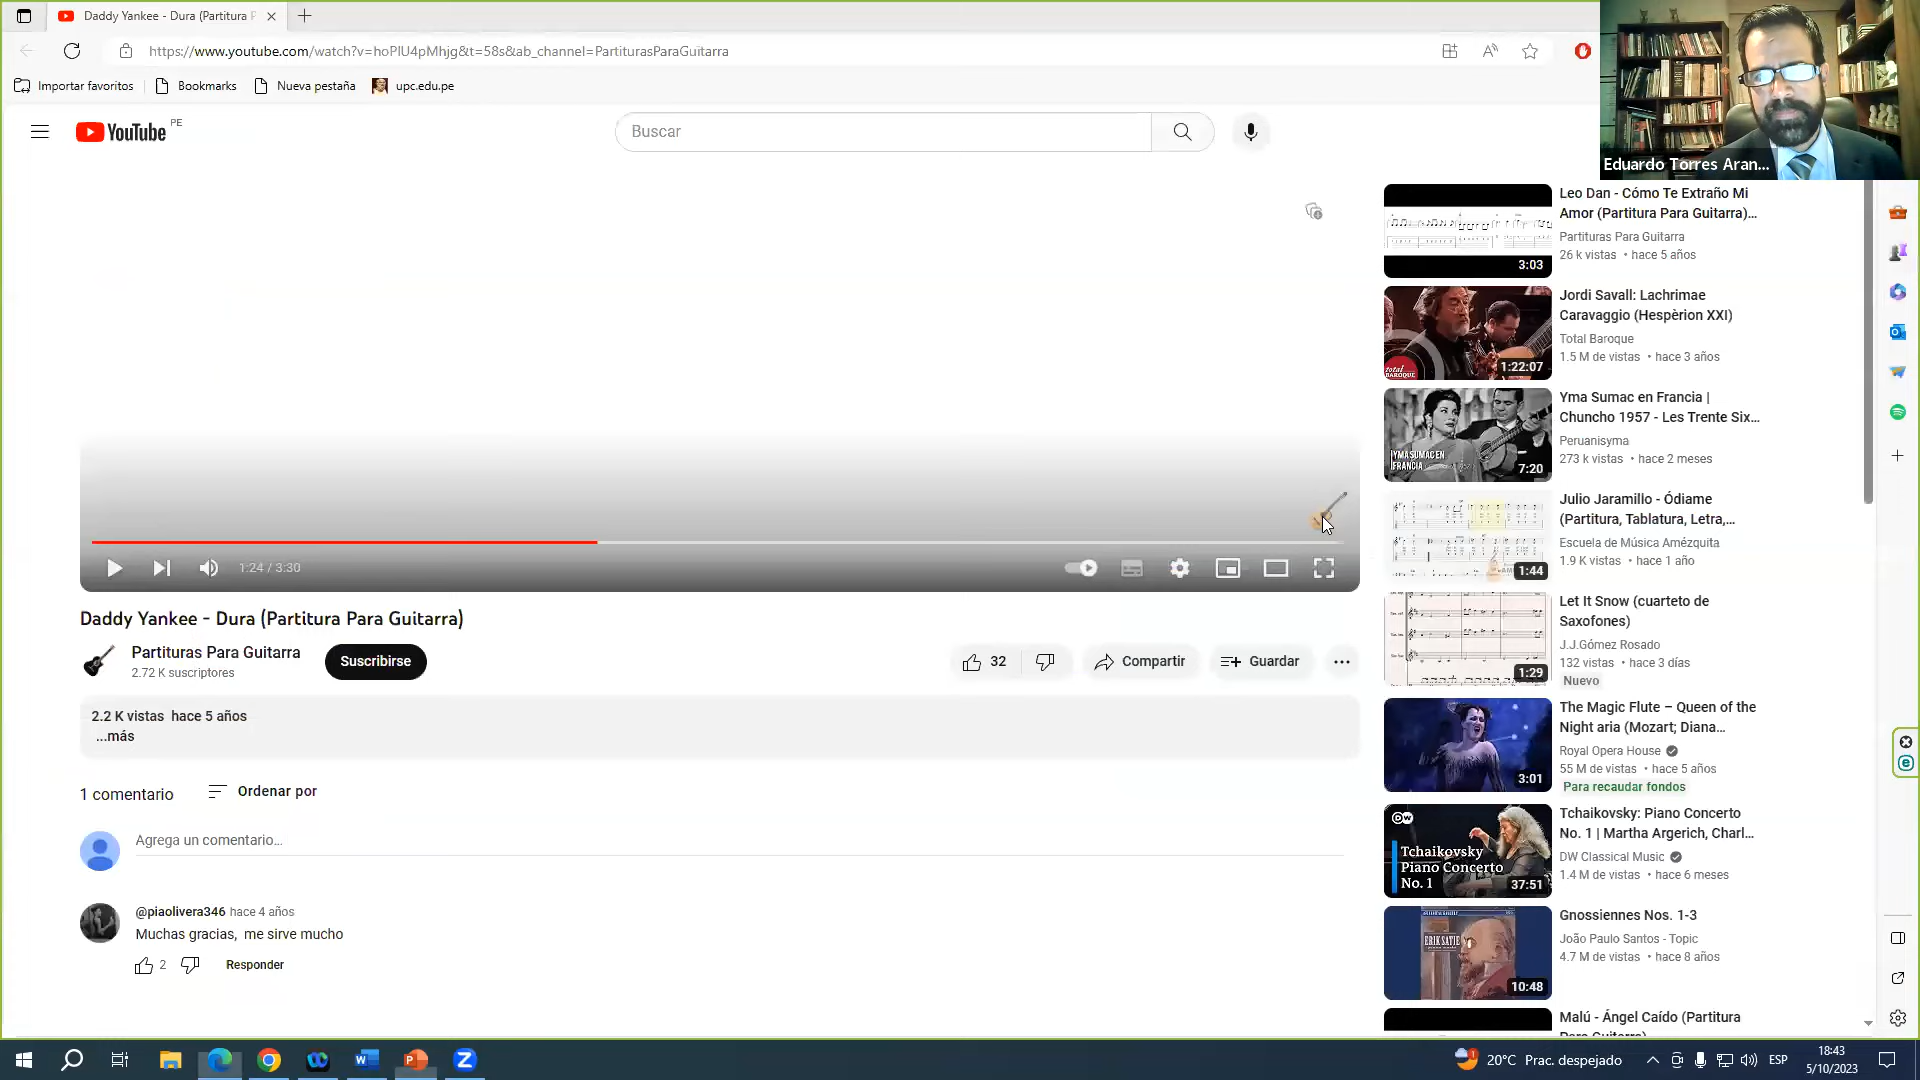 Daddy Yankee - Dura (Partitura P
https://www.youtube.com/watch?v=hoPlU4pMhjg&t=58s&ab_channel=PartiturasParaGuitarra
Importar favoritos
Bookmarks
Nueva pestaña
upc.edu.pe
YouTube PE
Buscar
Eduardo Torres Aran...
1:24 / 3:30
Daddy Yankee - Dura (Partitura Para Guitarra)
Partituras Para Guitarra
2.72 K suscriptores
Suscribirse
32
Compartir
Guardar
2.2 K vistas hace 5 años
...más
1 comentario
Ordenar por
Agrega un comentario...
@piaolivera346 hace 4 años
Muchas gracias, me sirve mucho
2
Responder
3:03
Leo Dan - Cómo Te Extraño Mi
Amor (Partitura Para Guitarra)...
Partituras Para Guitarra
26 k vistas • hace 5 años
total
BAROQUE
1:22:07
Jordi Savall: Lachrimae
Caravaggio (Hespèrion XXI)
Total Baroque
1.5 M de vistas • hace 3 años
YMA SUMAC EN
FRANCIA
7:20
Yma Sumac en Francia |
Chuncho 1957 - Les Trente Six...
Peruanisyma
273 k vistas • hace 2 meses
1:44
Julio Jaramillo - Ódiame
(Partitura, Tablatura, Letra,...
Escuela de Música Amézquita
1.9 K vistas • hace 1 año
1:29
Let It Snow (cuarteto de
Saxofones)
J.J.Gómez Rosado
132 vistas • hace 3 días
Nuevo
3:01
The Magic Flute – Queen of the
Night aria (Mozart; Diana...
Royal Opera House
55 M de vistas • hace 5 años
Para recaudar fondos
DW
Tchaikovsky
Piano Concerto
No. 1
37:51
Tchaikovsky: Piano Concerto
No. 1 | Martha Argerich, Charl...
DW Classical Music
1.4 M de vistas • hace 6 meses
ERIK SATIE
10:48
Gnossiennes Nos. 1-3
João Paulo Santos - Topic
4.7 M de vistas • hace 8 años
Malú - Ángel Caído (Partitura
Para Guitarra)
20°C Prac. despejado
ESP
18:43
5/10/2023